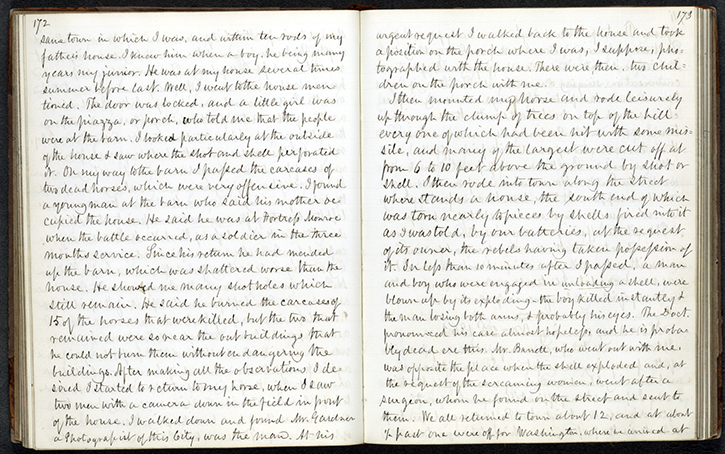 172
same town in which I was, and within ten rods of my
father's house. I knew him when a boy, he being many
years my junior. He was at my house several times
summer before last. Well, I went to the house men
tioned. The door was locked, and a little girl was
on the piazza, or porch, who told me that the people
were at the barn. I looked particularly at the outside
of the house & saw where the shot and shell perforated
it. On my way to the barn I passed the carcases of
two dead horses, which were very offensive. I found
a young man at the barn who said his mother oc
cupied the house. He said he was at Fortress Monroe
when the battle occurred, as a soldier in the three
months service. Since his return he had mended
up the barn, which was shattered worse than the
house. He showed me many shot holes which
still remain. He said he burned the carcases of
15 of the horses that were killed, but the two that
remained were so near the out buildings that
he could not burn them without endangering the
buildings. After making all the observations I de
sired I started to return to my horse, when I saw
two men with a camera down in the field in front
of the house. I walked down and found Mr. Gardner
a Photograpist of this City, was the man. At his
173
urgent request I walked back to the house and took
a position on the porch where I was, I suppose, pho-
tographed with the house. There were, then, two chil-
dren on the porch with me.
I then mounted my horse and rode leisurely
up through the clump of trees on top of the hill
every one of which had been hit with some mis-
sile, and many of the largest were cut off at
from 6 to 10 feet above the ground by shot or
shell. I then rode into town along the street
where stands a house, the south end of which
was torn nearly to pieces by shells fired into it
as I was told, by our batteries, at the request
of its owner, the rebels having taken possession of
it. In less than 10 minutes after I passed, a man
and boy who were engaged in unloading a shell, were
blown up by its exploding - the boy killed instantly &
the man losing both arms, & probably his eyes. The Doct.
pronounced his case almost hopeless, and he is proba
bly dead ere this. Mr. Burdett, who went out with me,
was opposite the place when the shell exploded and, at
the request of the screaming women, went after a
surgeon, whom he found on the street and sent to
them. We all returned to town about 12, and at about
½ past one were off for Washington, where we arrived at